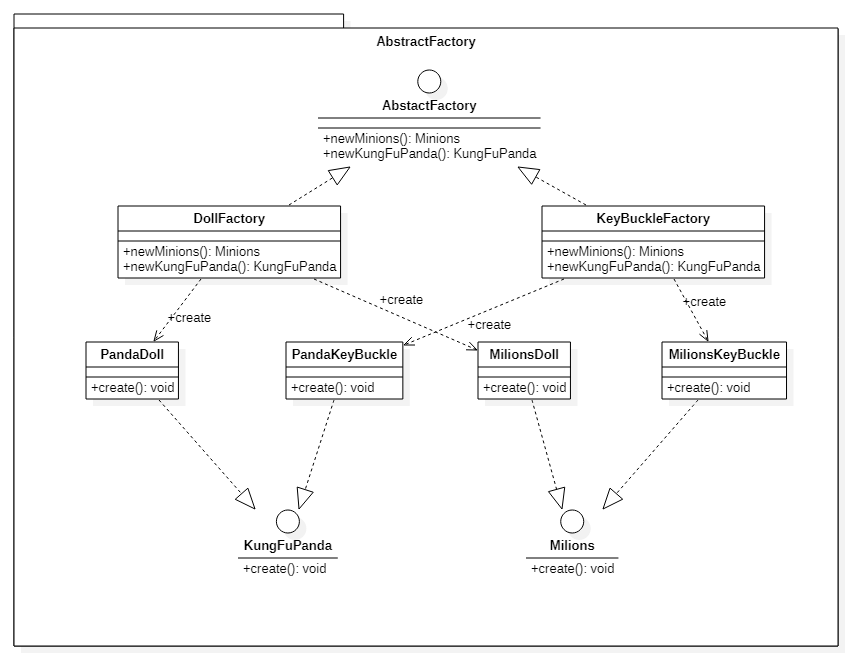 AbstractFactory
AbstactFactory
+newMinions(): Minions
+newKungFuPanda(): KungFuPanda
DollFactory
+newMinions(): Minions
+newKungFuPanda(): KungFuPanda
KeyBuckleFactory
+newMinions(): Minions
+newKungFuPanda(): KungFuPanda
+create
+create
+create
+create
PandaDoll
+create(): void
PandaKeyBuckle
+create(): void
MilionsDoll
+create(): void
MilionsKeyBuckle
+create(): void
KungFuPanda
+create(): void
Milions
+create(): void